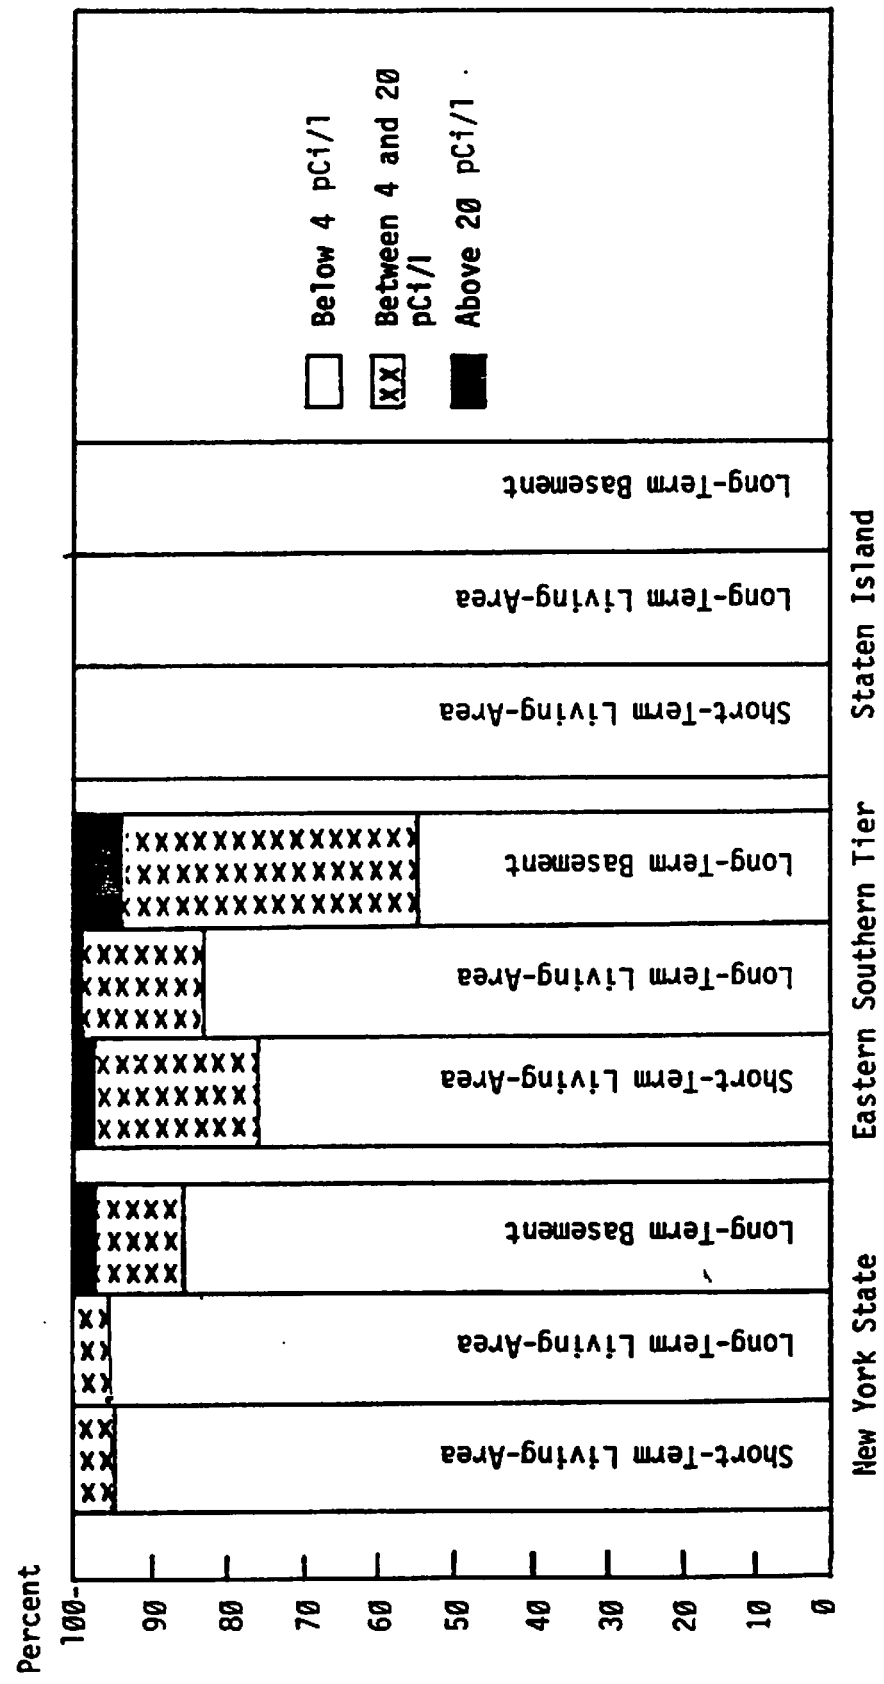 Percent
100
90
80
70
60
50
40
30
20
10
0
Short-Term Living-Area
Long-Term Living-Area
Long-Term Basement
Short-Term Living-Area
Long-Term Living-Area
Long-Term Basement
Short-Term Living-Area
Long-Term Living-Area
Long-Term Basement
Below 4 pCi/l
XX Between 4 and 20
pCi/l
Above 20 pCi/l
New York State
Eastern Southern Tier
Staten Island